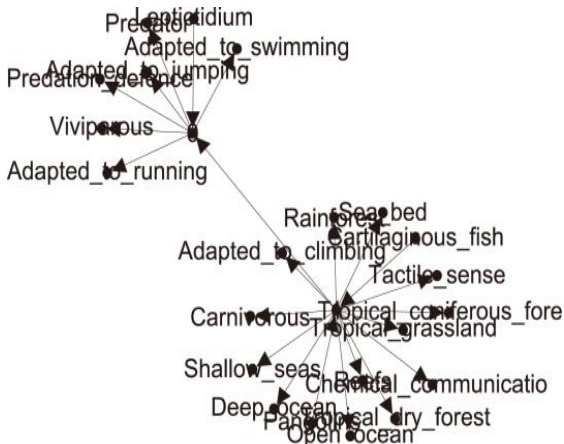 Leptictidium
Predator
Adapted_to_swimming
Adapted_to_jumping
Predation_defence
Viviparous
Adapted_to_running
Sea_bed
Rainforest
Cartilaginous_fish
Adapted_to_climbing
Tactile_sense
Tropical_coniferous_fore
Carnivorous
Tropical_grassland
Shallow_seas
Reefs
Chemical_communicatio
Deep_ocean
Tropical_dry_forest
Open_ocean